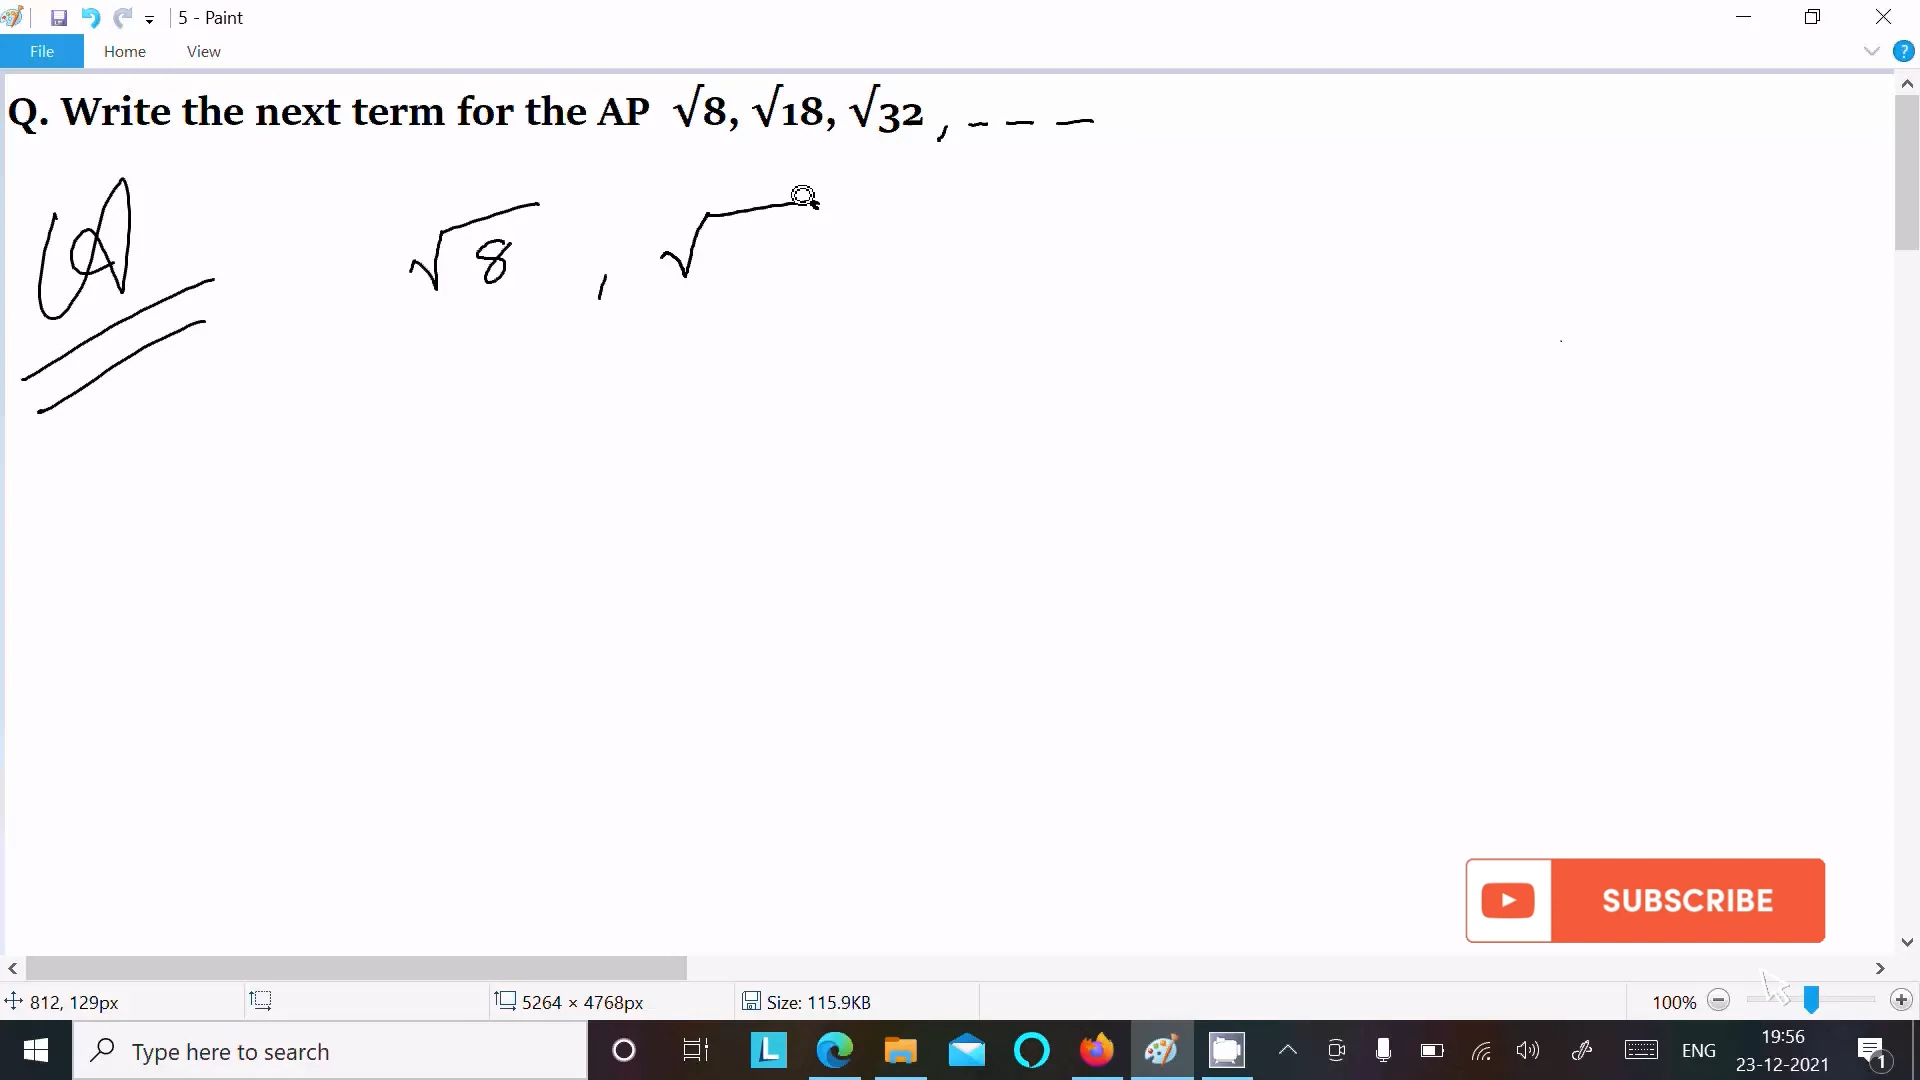 5 - Paint
File Home View
Q. Write the next term for the AP √8, √18, √32 , _ _ _
√8 , √
SUBSCRIBE
812, 129px 5264 × 4768px Size: 115.9KB 100%
Type here to search L ENG 19:56
23-12-2021 1